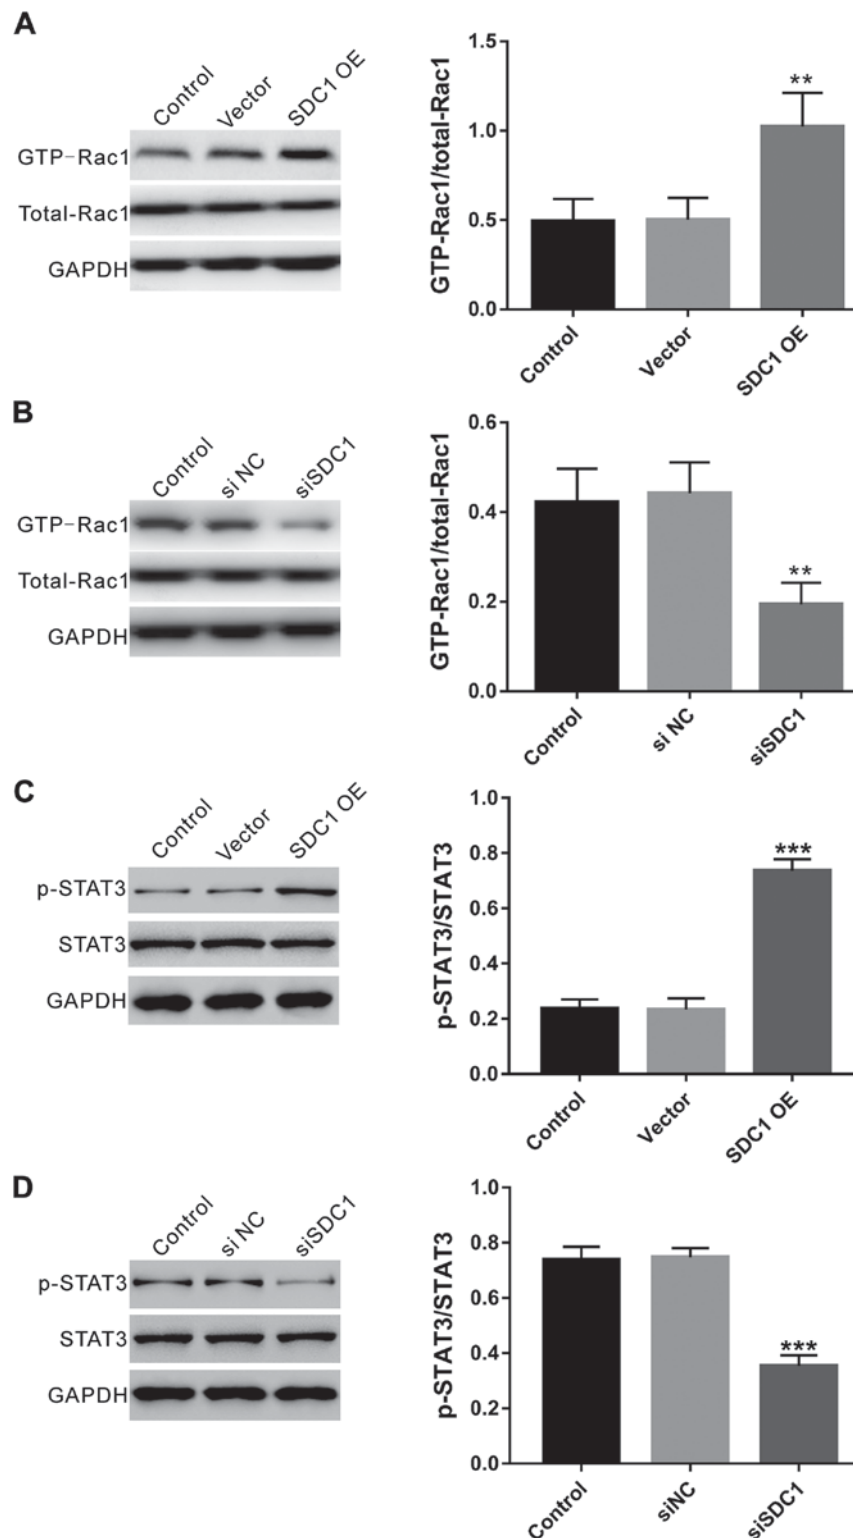 A
Control Vector SDC1 OE
GTP-Rac1
Total-Rac1
GAPDH
GTP-Rac1/total-Rac1
1.5
1.0
0.5
0.0
**
Control Vector SDC1 OE
B
Control si NC siSDC1
GTP-Rac1
Total-Rac1
GAPDH
GTP-Rac1/total-Rac1
0.6
0.4
0.2
0.0
**
Control si NC siSDC1
C
Control Vector SDC1 OE
p-STAT3
STAT3
GAPDH
p-STAT3/STAT3
1.0
0.8
0.6
0.4
0.2
0.0
***
Control Vector SDC1 OE
D
Control si NC siSDC1
p-STAT3
STAT3
GAPDH
p-STAT3/STAT3
1.0
0.8
0.6
0.4
0.2
0.0
***
Control siNC siSDC1